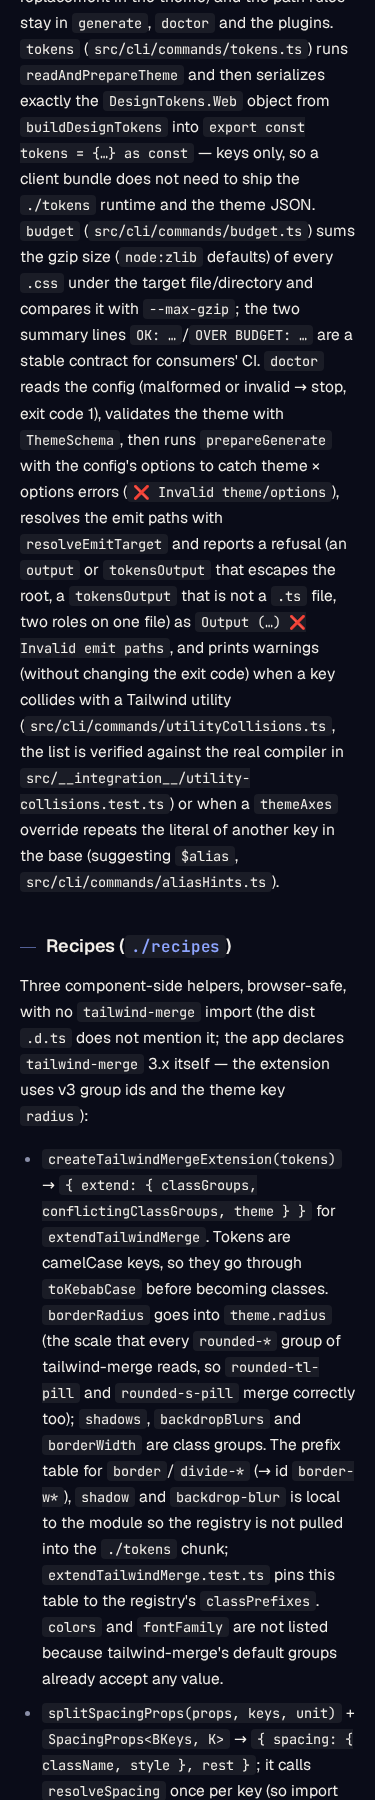 stay in generate , doctor and the plugins.
tokens ( src/cli/commands/tokens.ts ) runs
readAndPrepareTheme and then serializes
exactly the DesignTokens.Web object from
buildDesignTokens into export const
tokens = {…} as const — keys only, so a
client bundle does not need to ship the
./tokens runtime and the theme JSON.
budget ( src/cli/commands/budget.ts ) sums
the gzip size ( node:zlib defaults) of every
.css under the target file/directory and
compares it with --max-gzip ; the two
summary lines OK: … / OVER BUDGET: … are a
stable contract for consumers' CI. doctor
reads the config (malformed or invalid → stop,
exit code 1), validates the theme with
ThemeSchema , then runs prepareGenerate
with the config's options to catch theme ×
options errors ( ❌ Invalid theme/options ),
resolves the emit paths with
resolveEmitTarget and reports a refusal (an
output or tokensOutput that escapes the
root, a tokensOutput that is not a .ts file,
two roles on one file) as Output (…) ❌
Invalid emit paths , and prints warnings
(without changing the exit code) when a key
collides with a Tailwind utility
( src/cli/commands/utilityCollisions.ts ,
the list is verified against the real compiler in
src/__integration__/utility-
collisions.test.ts ) or when a themeAxes
override repeats the literal of another key in
the base (suggesting $alias ,
src/cli/commands/aliasHints.ts ).
— Recipes ( ./recipes )
Three component-side helpers, browser-safe,
with no tailwind-merge import (the dist
.d.ts does not mention it; the app declares
tailwind-merge 3.x itself — the extension
uses v3 group ids and the theme key
radius ):
• createTailwindMergeExtension(tokens)
→ { extend: { classGroups,
conflictingClassGroups, theme } } for
extendTailwindMerge . Tokens are
camelCase keys, so they go through
toKebabCase before becoming classes.
borderRadius goes into theme.radius
(the scale that every rounded-* group of
tailwind-merge reads, so rounded-tl-
pill and rounded-s-pill merge correctly
too); shadows , backdropBlurs and
borderWidth are class groups. The prefix
table for border / divide-* (→ id border-
w* ), shadow and backdrop-blur is local
to the module so the registry is not pulled
into the ./tokens chunk;
extendTailwindMerge.test.ts pins this
table to the registry's classPrefixes .
colors and fontFamily are not listed
because tailwind-merge's default groups
already accept any value.
• splitSpacingProps(props, keys, unit) +
SpacingProps<BKeys, K> → { spacing: {
className, style }, rest } ; it calls
resolveSpacing once per key (so import